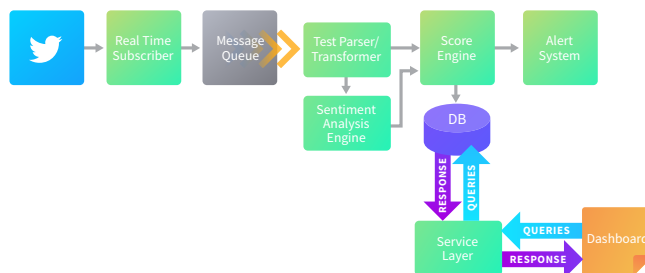 Real Time
Subscriber
Message
Queue
Test Parser/
Transformer
Score
Engine
Alert
System
Sentiment
Analysis
Engine
DB
RESPONSE
QUERIES
Service
Layer
QUERIES
RESPONSE
Dashboard